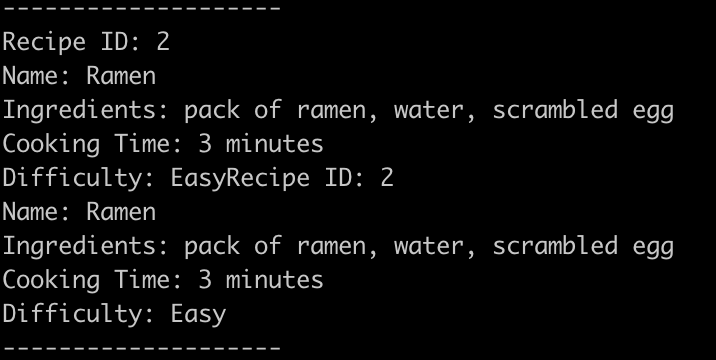 --------------------
Recipe ID: 2
Name: Ramen
Ingredients: pack of ramen, water, scrambled egg
Cooking Time: 3 minutes
Difficulty: EasyRecipe ID: 2
Name: Ramen
Ingredients: pack of ramen, water, scrambled egg
Cooking Time: 3 minutes
Difficulty: Easy
--------------------